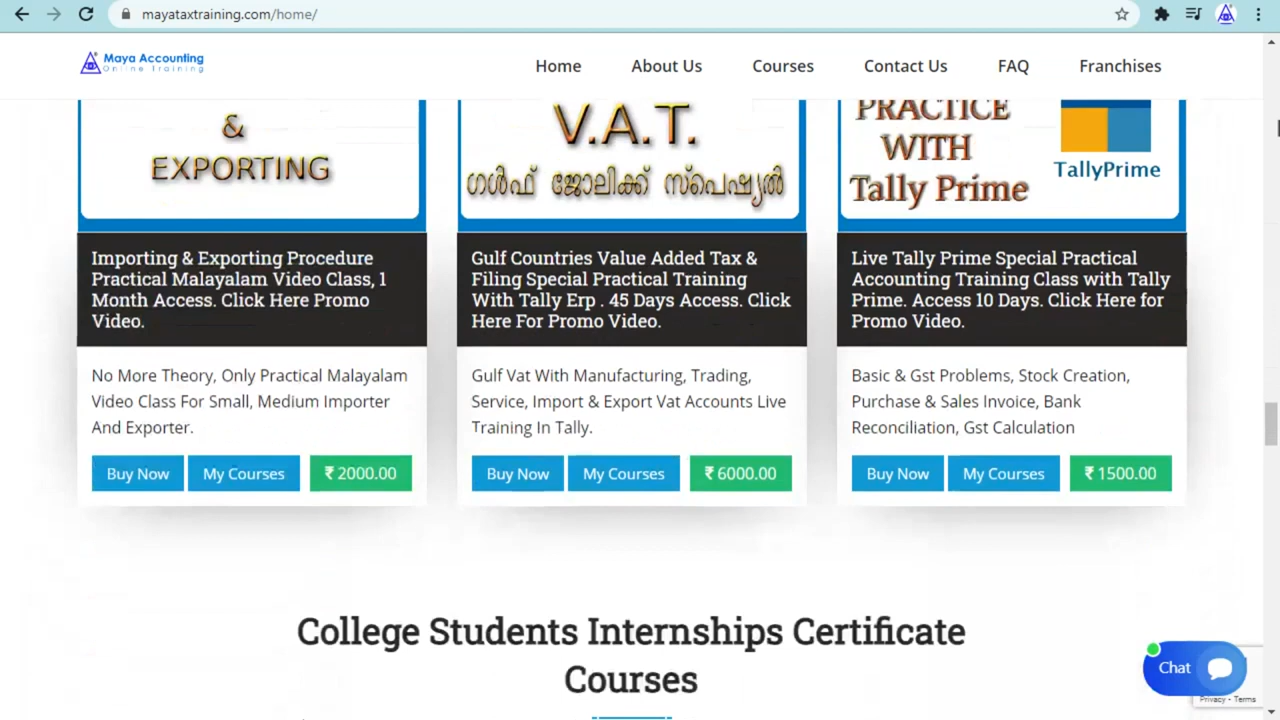 mayataxtraining.com/home/
Maya Accounting
Online Training
Home
About Us
Courses
Contact Us
FAQ
Franchises
&
EXPORTING
V.A.T.
ഗൾഫ് ജോലിക്ക് സ്പെഷ്യൽ
PRACTICE
WITH
Tally Prime
TallyPrime
Importing & Exporting Procedure
Practical Malayalam Video Class, 1
Month Access. Click Here Promo
Video.
Gulf Countries Value Added Tax &
Filing Special Practical Training
With Tally Erp . 45 Days Access. Click
Here For Promo Video.
Live Tally Prime Special Practical
Accounting Training Class with Tally
Prime. Access 10 Days. Click Here for
Promo Video.
No More Theory, Only Practical Malayalam
Video Class For Small, Medium Importer
And Exporter.
Gulf Vat With Manufacturing, Trading,
Service, Import & Export Vat Accounts Live
Training In Tally.
Basic & Gst Problems, Stock Creation,
Purchase & Sales Invoice, Bank
Reconciliation, Gst Calculation
Buy Now
My Courses
₹ 2000.00
Buy Now
My Courses
₹ 6000.00
Buy Now
My Courses
₹ 1500.00
College Students Internships Certificate
Courses
Chat
Privacy - Terms